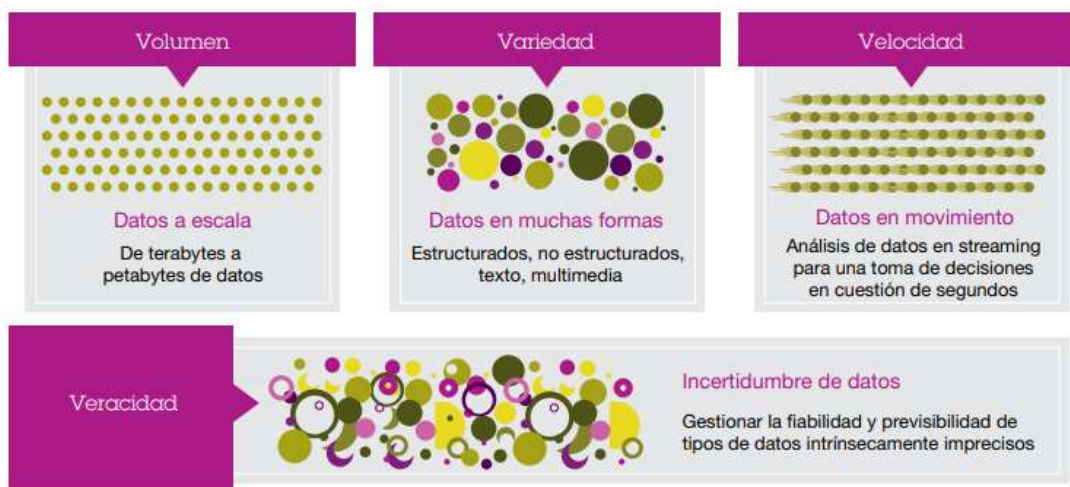 Volumen
Datos a escala
De terabytes a
petabytes de datos
Variedad
Datos en muchas formas
Estructurados, no estructurados,
texto, multimedia
Velocidad
Datos en movimiento
Análisis de datos en streaming
para una toma de decisiones
en cuestión de segundos
Veracidad
Incertidumbre de datos
Gestionar la fiabilidad y previsibilidad de
tipos de datos intrínsecamente imprecisos